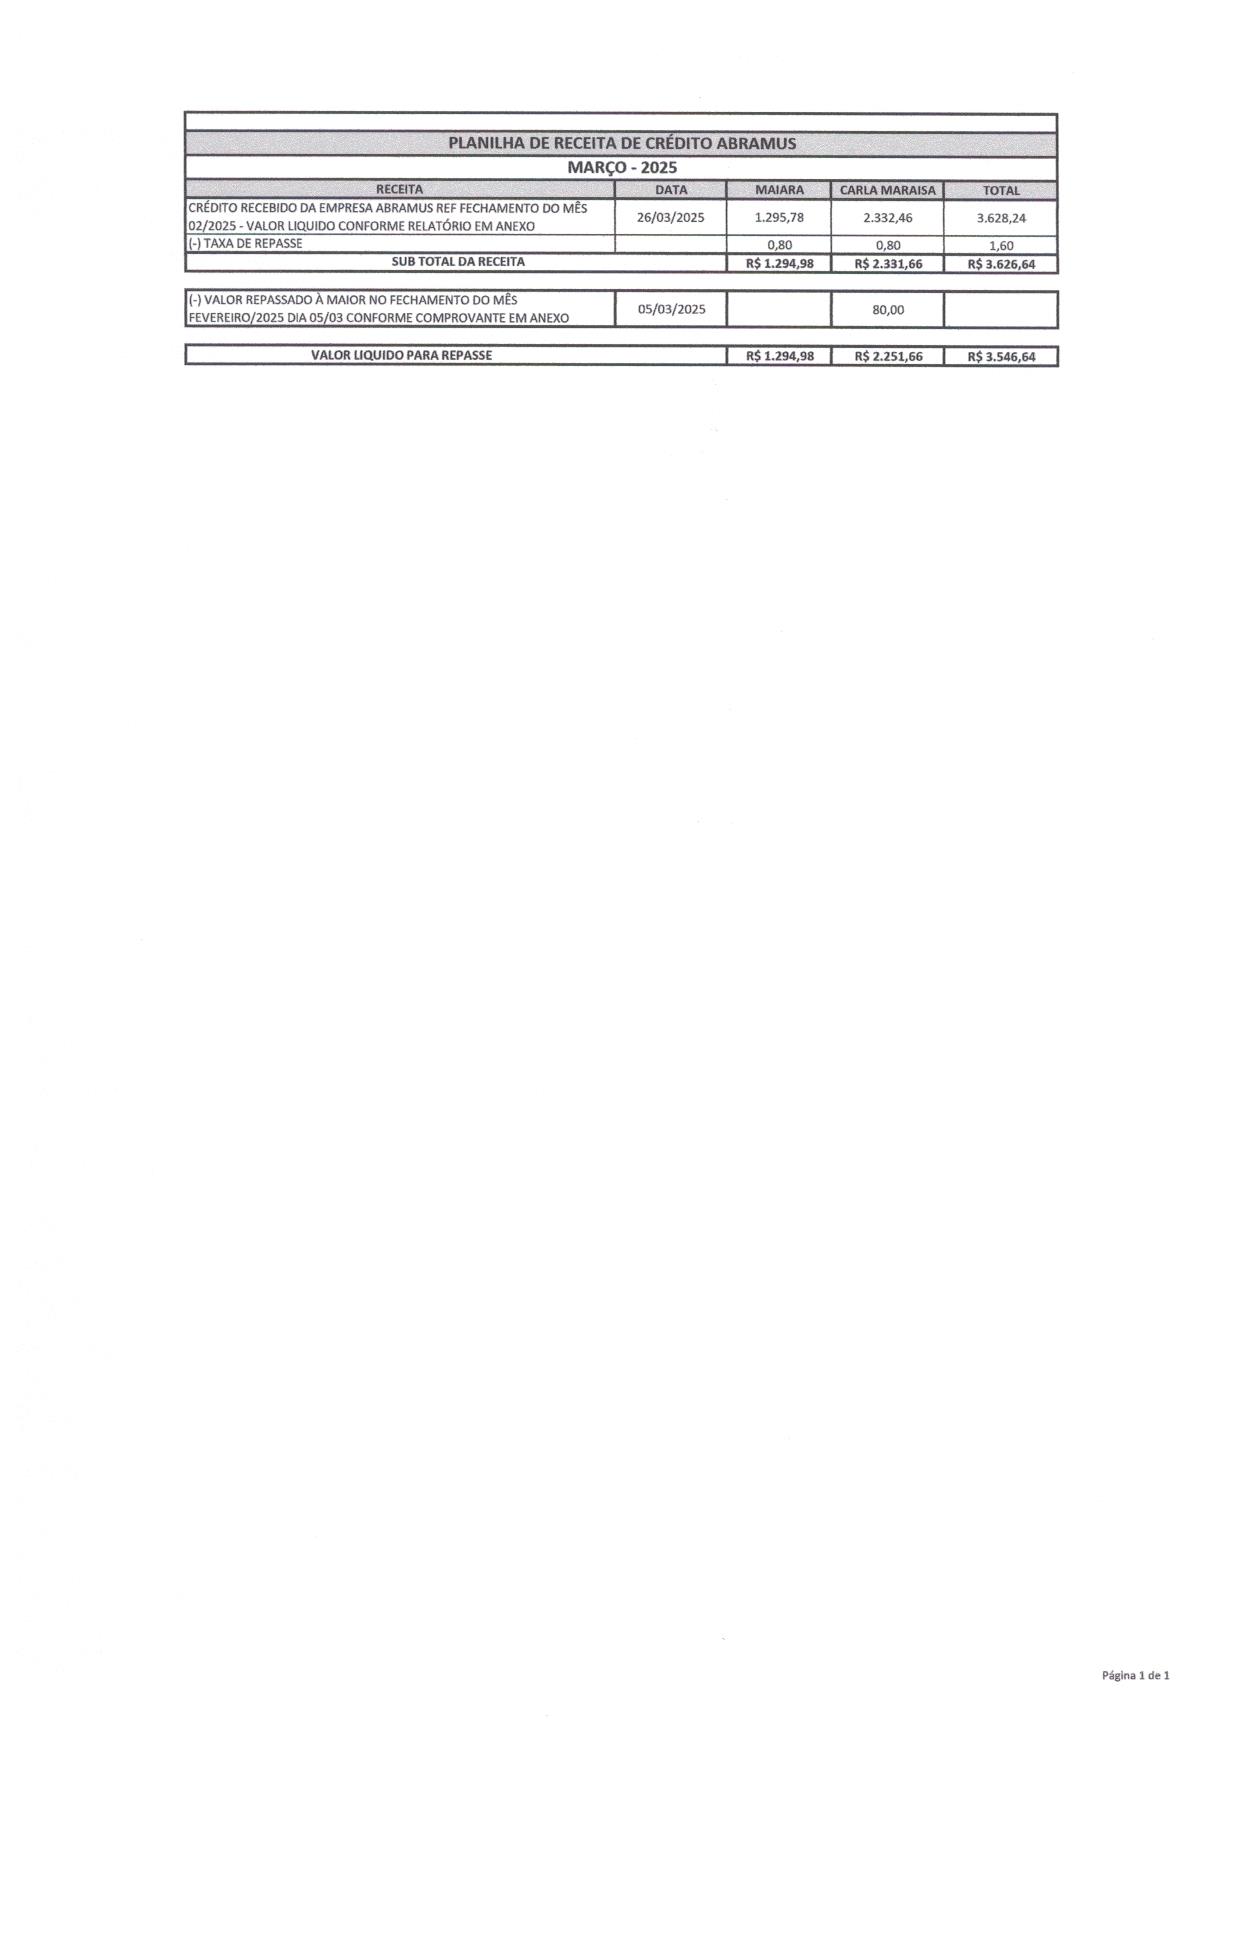 PLANILHA DE RECEITA DE CRÉDITO ABRAMUS
MARÇO - 2025
RECEITA DATA MAIARA CARLA MARAISA TOTAL
CRÉDITO RECEBIDO DA EMPRESA ABRAMUS REF FECHAMENTO DO MÊS
02/2025 - VALOR LIQUIDO CONFORME RELATÓRIO EM ANEXO 26/03/2025 1.295,78 2.332,46 3.628,24
(-) TAXA DE REPASSE 0,80 0,80 1,60
SUB TOTAL DA RECEITA R$ 1.294,98 R$ 2.331,66 R$ 3.626,64
(-) VALOR REPASSADO À MAIOR NO FECHAMENTO DO MÊS
FEVEREIRO/2025 DIA 05/03 CONFORME COMPROVANTE EM ANEXO 05/03/2025 80,00
VALOR LIQUIDO PARA REPASSE R$ 1.294,98 R$ 2.251,66 R$ 3.546,64
Página 1 de 1